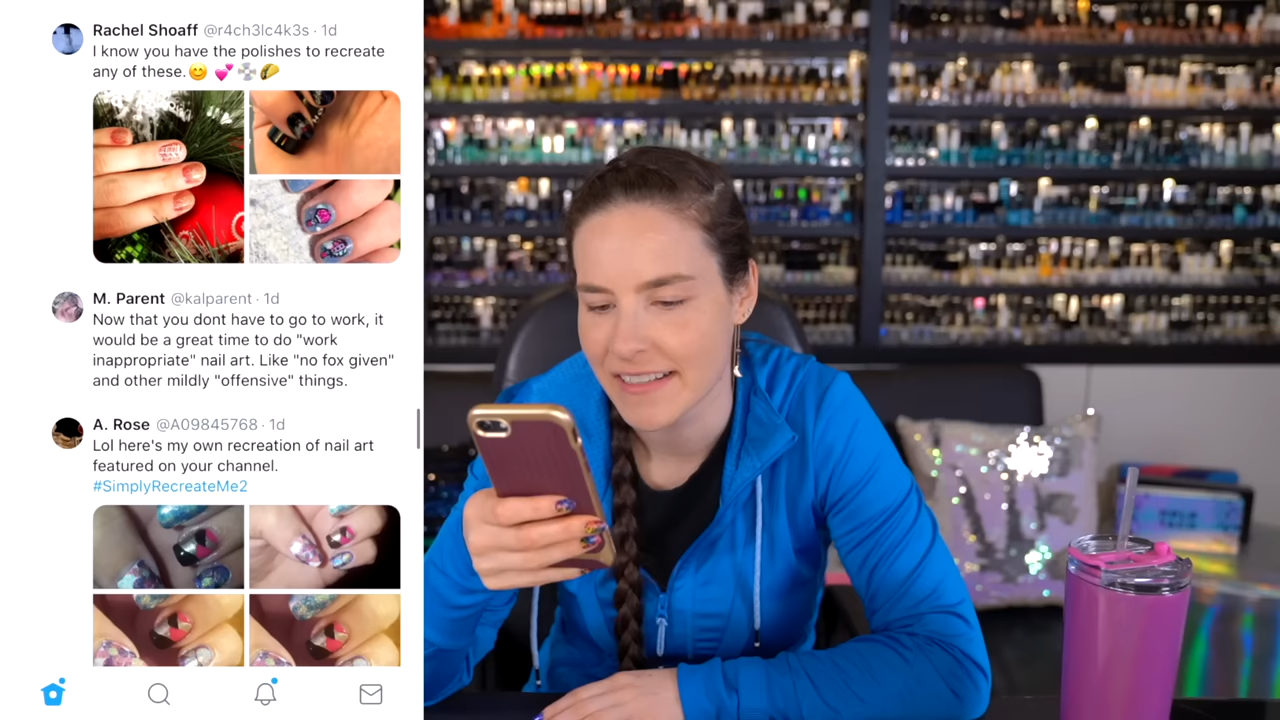 Rachel Shoaff @r4ch3lc4k3s · 1d
I know you have the polishes to recreate
any of these.😊 💕💠🌮
M. Parent @kalparent · 1d
Now that you dont have to go to work, it
would be a great time to do "work
inappropriate" nail art. Like "no fox given"
and other mildly "offensive" things.
A. Rose @A09845768 · 1d
Lol here's my own recreation of nail art
featured on your channel.
#SimplyRecreateMe2